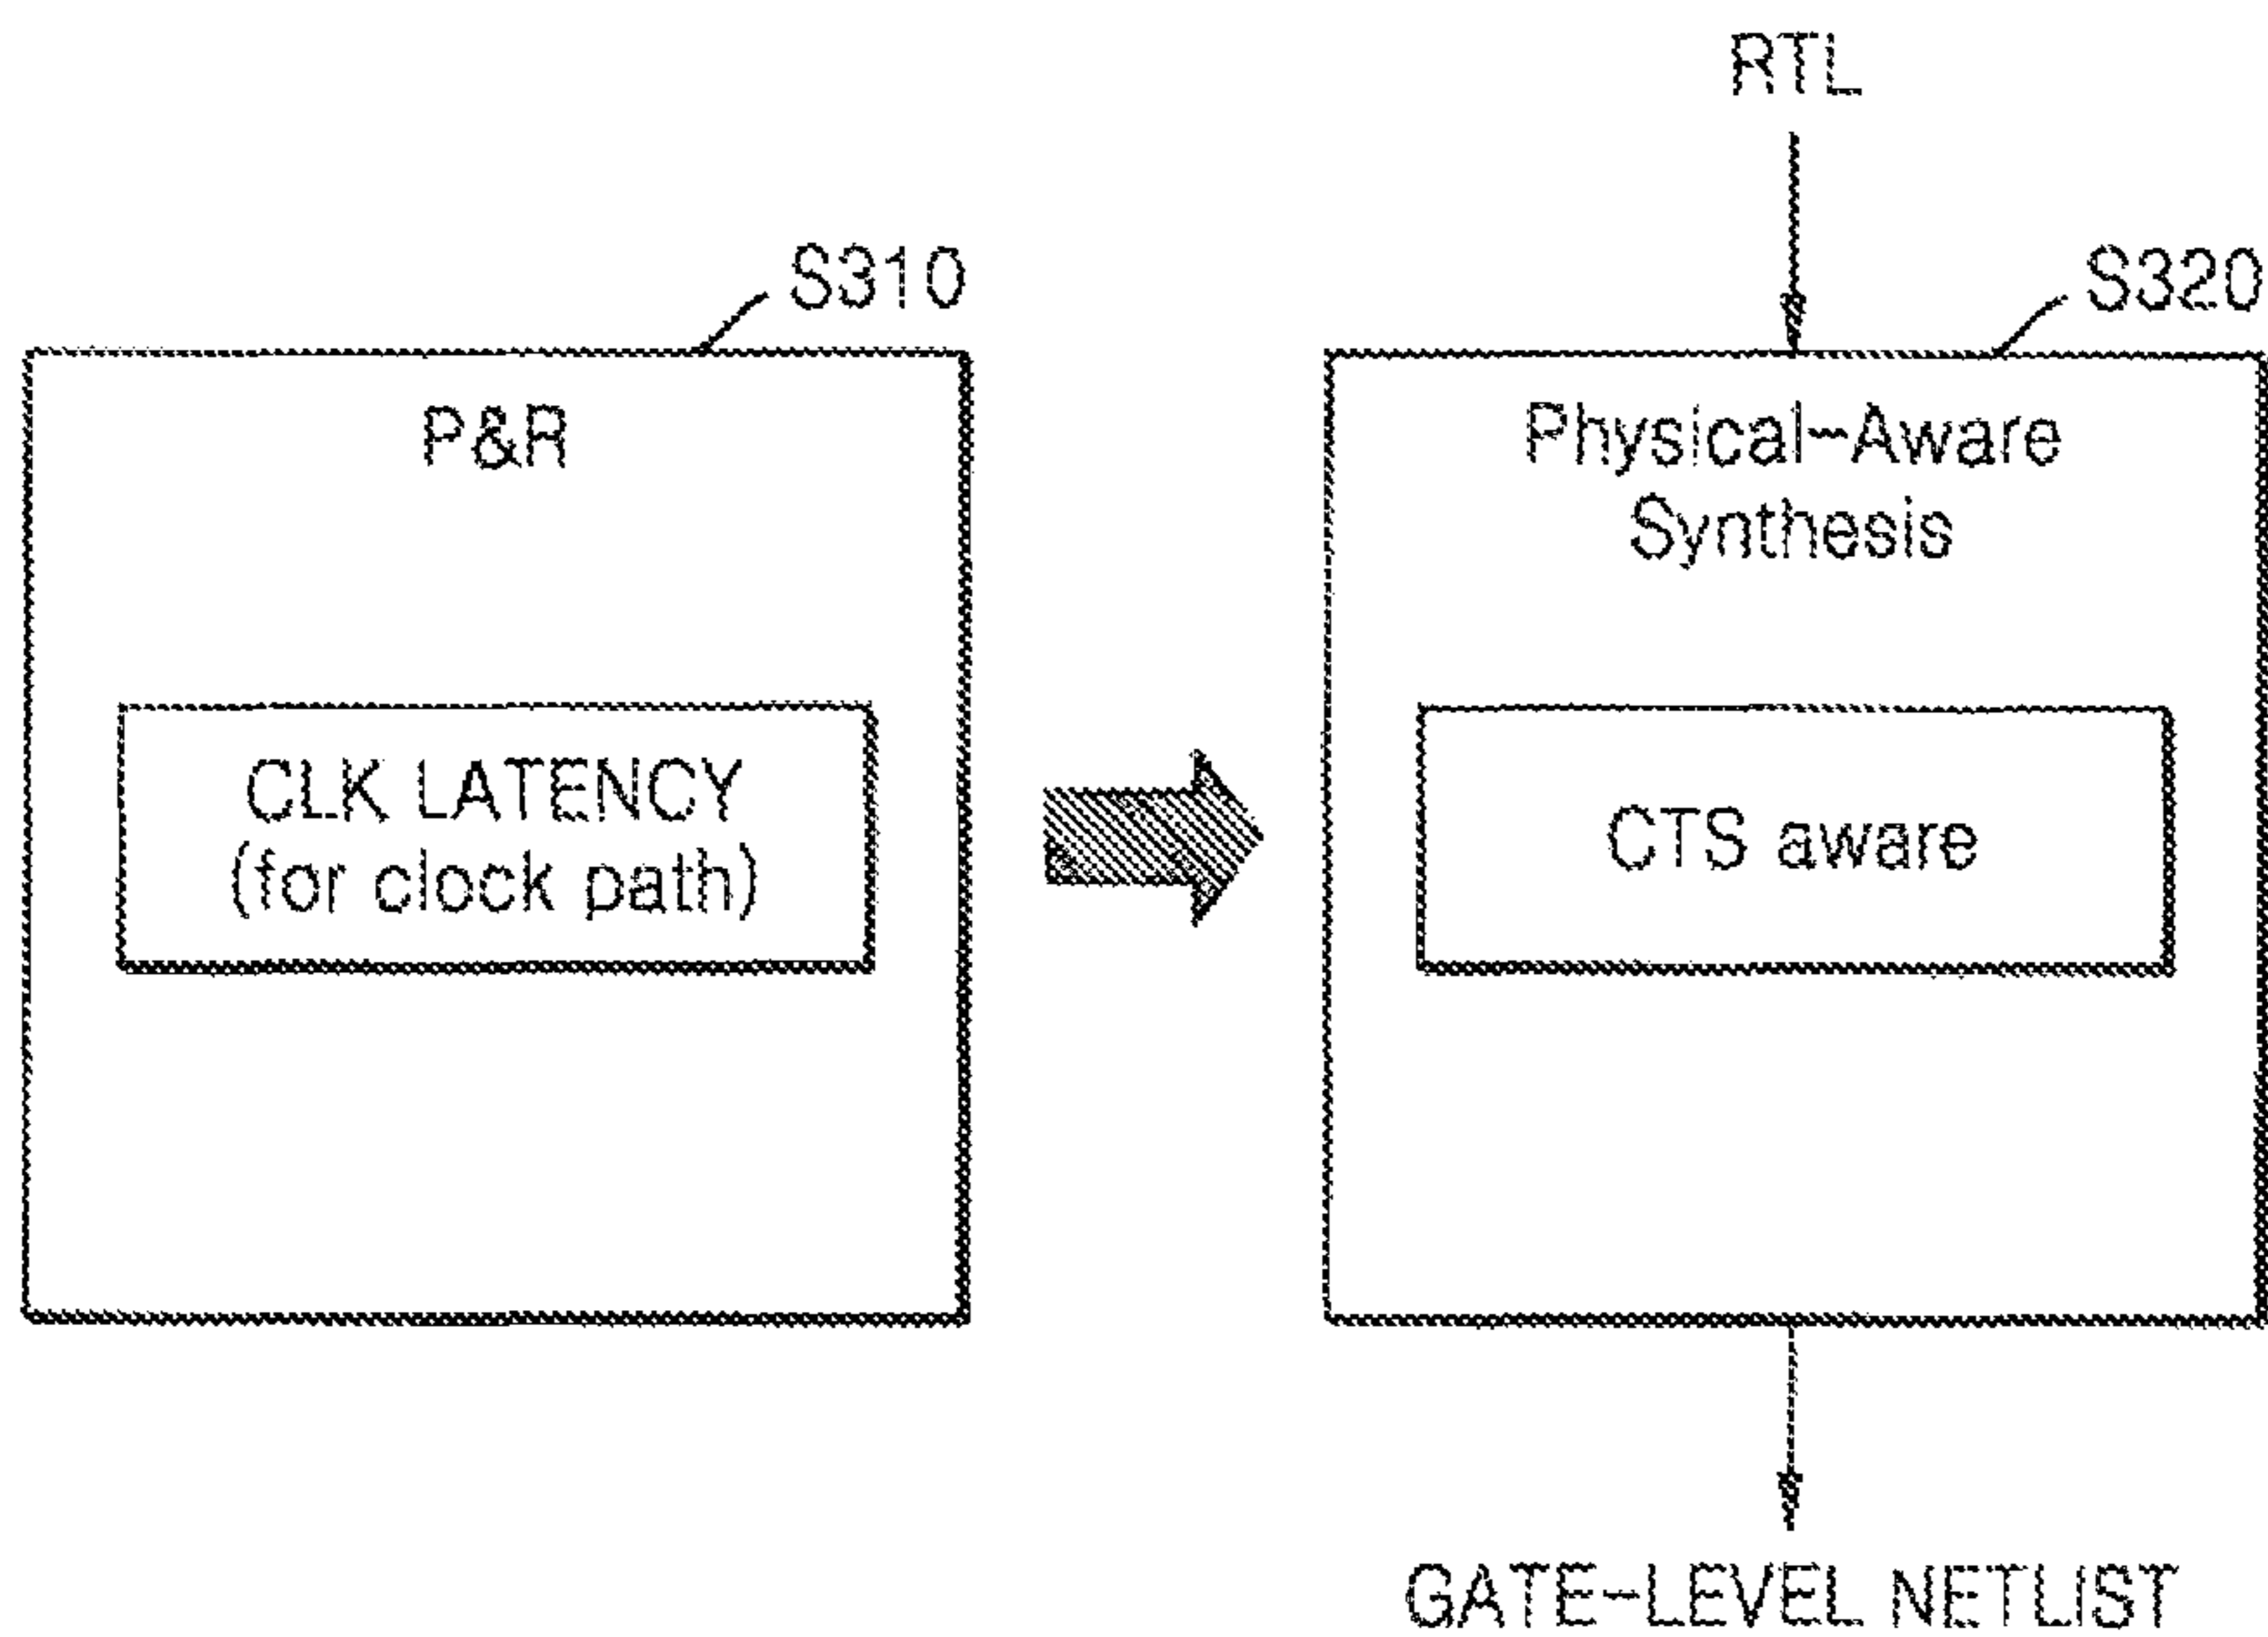 RTL
S310
S320
P&R
Physical-Aware
Synthesis
CLK LATENCY
(for clock path)
CTS aware
GATE-LEVEL NETLIST